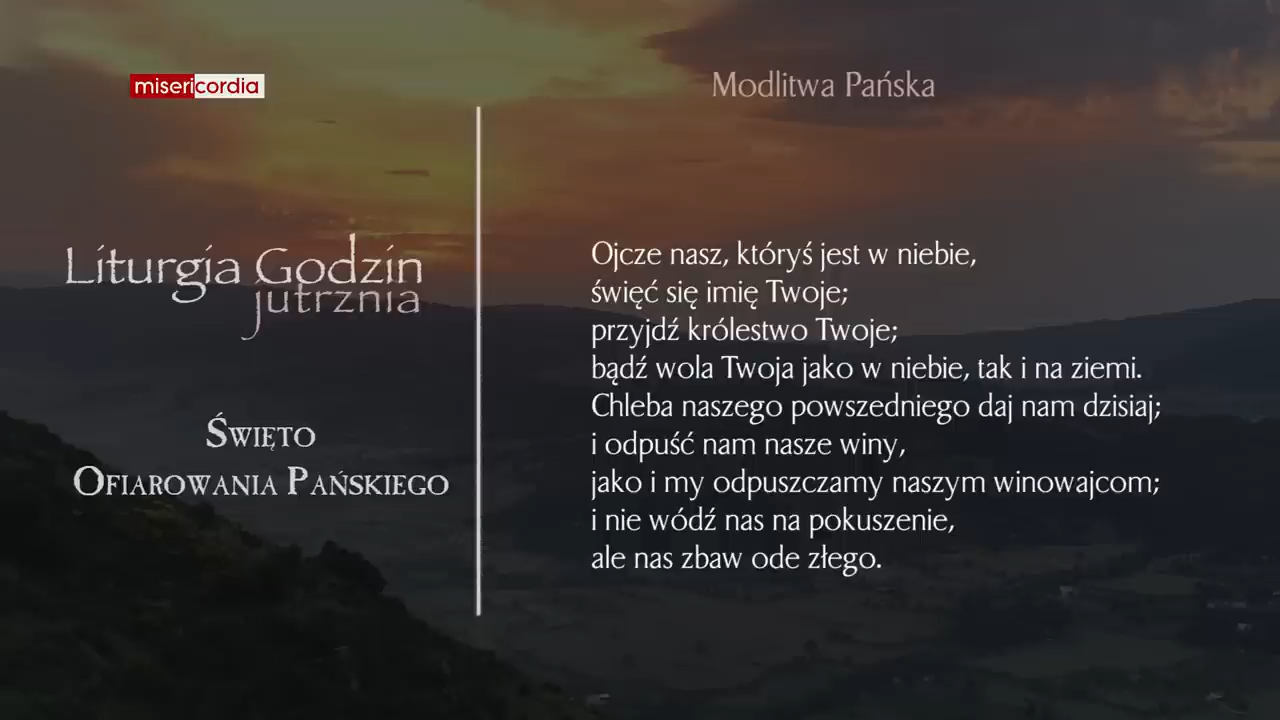 misericordia
Liturgia Godzin
jutrznia
Święto
Ofiarowania Pańskiego
Modlitwa Pańska
Ojcze nasz, któryś jest w niebie,
święć się imię Twoje;
przyjdź królestwo Twoje;
bądź wola Twoja jako w niebie, tak i na ziemi.
Chleba naszego powszedniego daj nam dzisiaj;
i odpuść nam nasze winy,
jako i my odpuszczamy naszym winowajcom;
i nie wódź nas na pokuszenie,
ale nas zbaw ode złego.